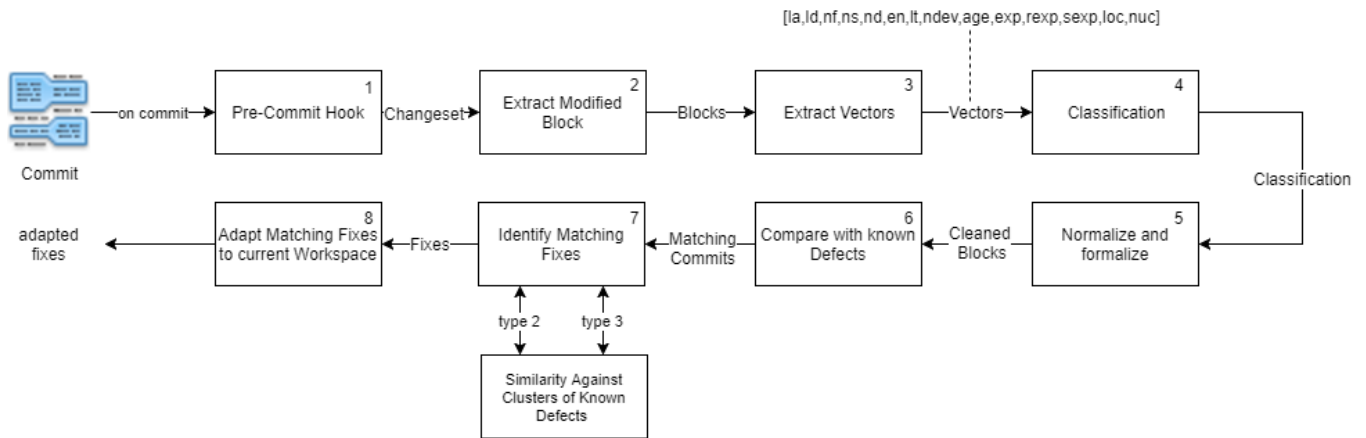 [la,ld,nf,ns,nd,en,lt,ndev,age,exp,rexp,sexp,loc,nuc]
Commit
on commit
1
Pre-Commit Hook
Changeset
2
Extract Modified
Block
Blocks
3
Extract Vectors
Vectors
4
Classification
Classification
5
Normalize and
formalize
Cleaned
Blocks
6
Compare with known
Defects
Matching
Commits
7
Identify Matching
Fixes
Fixes
8
Adapt Matching Fixes
to current Workspace
adapted
fixes
type 2
type 3
Similarity Against
Clusters of Known
Defects